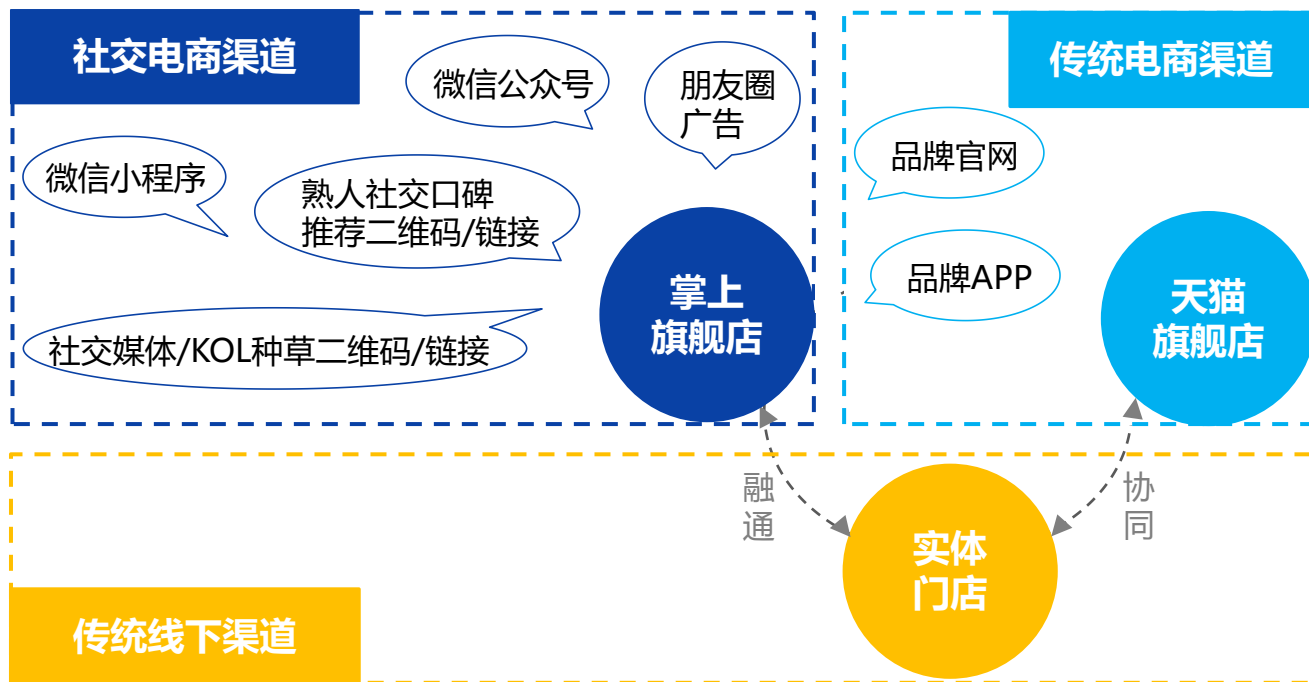 社交电商渠道
微信公众号
朋友圈
广告
微信小程序
熟人社交口碑
推荐二维码/链接
社交媒体/KOL种草二维码/链接
掌上
旗舰店
传统电商渠道
品牌官网
品牌APP
天猫
旗舰店
融
通
协
同
实体
门店
传统线下渠道